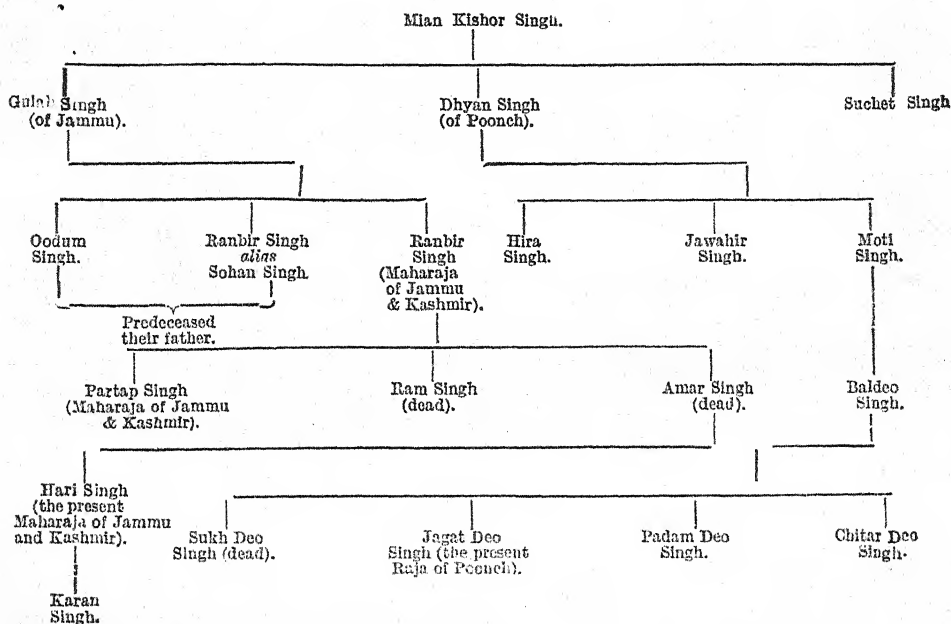 Mian Kishor Singh.
Gulab Singh
(of Jammu).
Dhyan Singh
(of Poonch).
Suchet Singh
Oodum
Singh.
Ranbir Singh
alias
Sohan Singh
Ranbir
Singh
(Maharaja
of Jammu
& Kashmir).
Hira
Singh.
Jawahir
Singh.
Moti
Singh.
Predeceased
their father.
Partap Singh
(Maharaja of Jammu
& Kashmir).
Ram Singh
(dead).
Amar Singh
(dead).
Baldeo
Singh.
Hari Singh
(the present
Maharaja of Jammu
and Kashmir).
Sukh Deo
Singh (dead).
Jagat Deo
Singh (the present
Raja of Poonch).
Padam Deo
Singh.
Chitar Deo
Singh.
Karan
Singh.